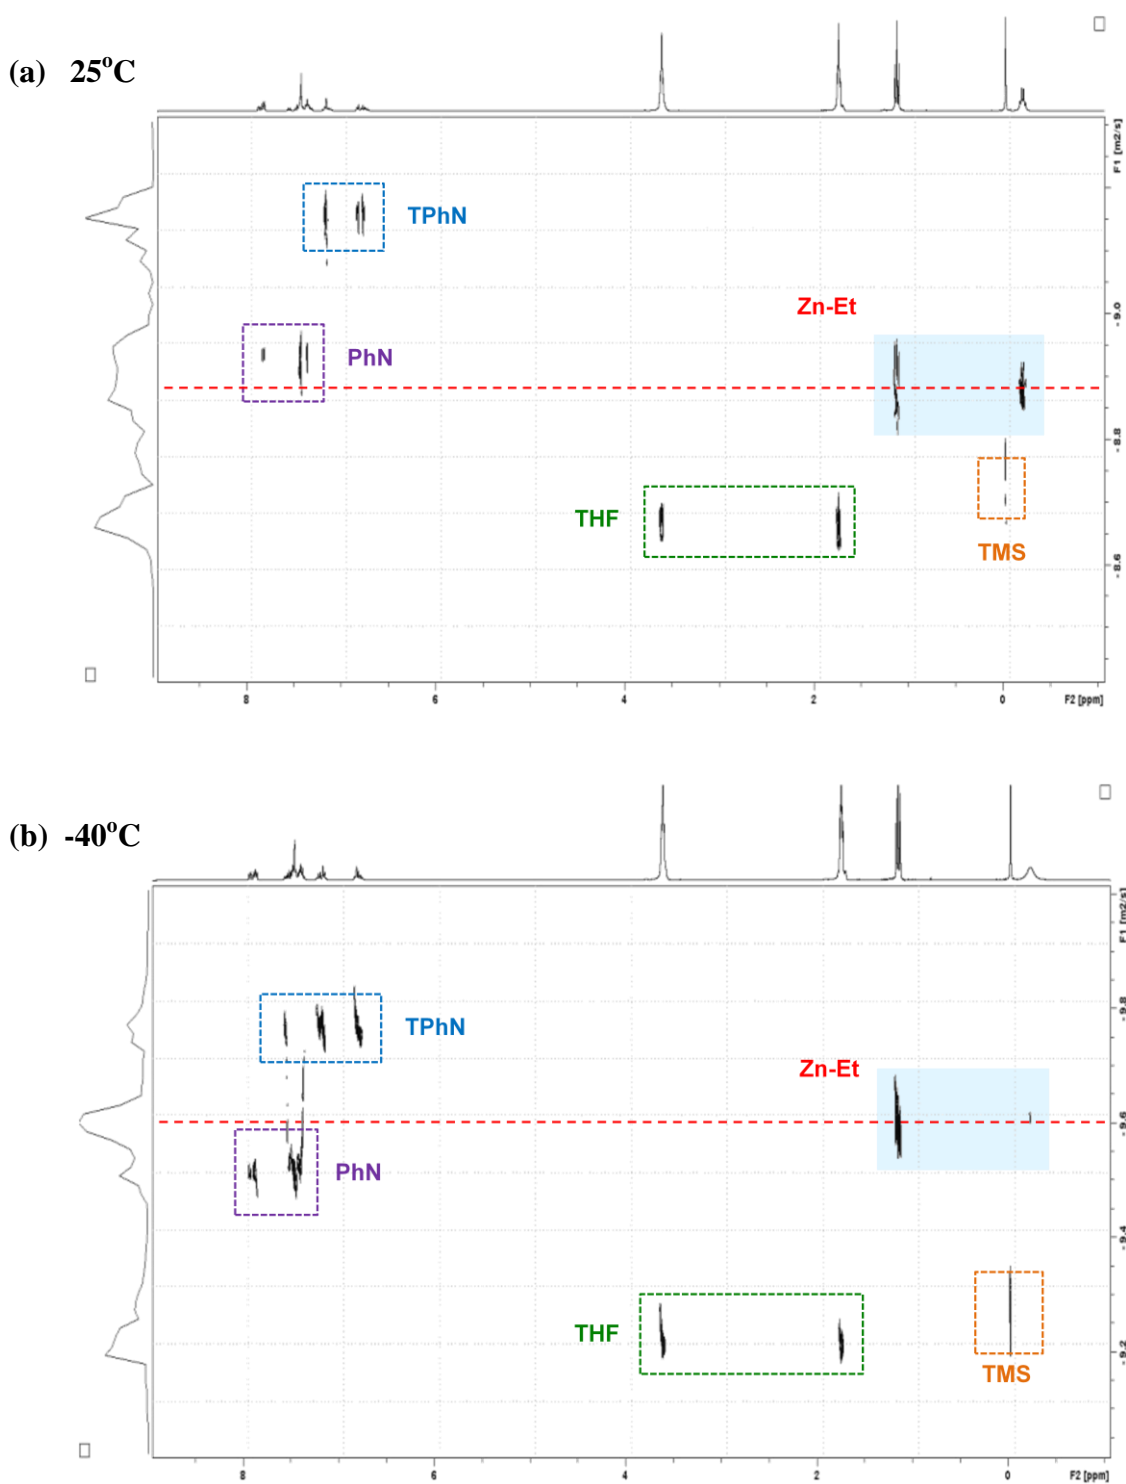 (a) 25°C
F1 [m2/s]
TPhN
Zn-Et
-9.0
PhN
-8.8
THF
TMS
-8.6
8 6 4 2 0 F2 [ppm]
(b) -40°C
F1 [m2/s]
-9.8
TPhN
Zn-Et
-9.6
PhN
-9.4
THF
-9.2
TMS
8 6 4 2 0 F2 [ppm]